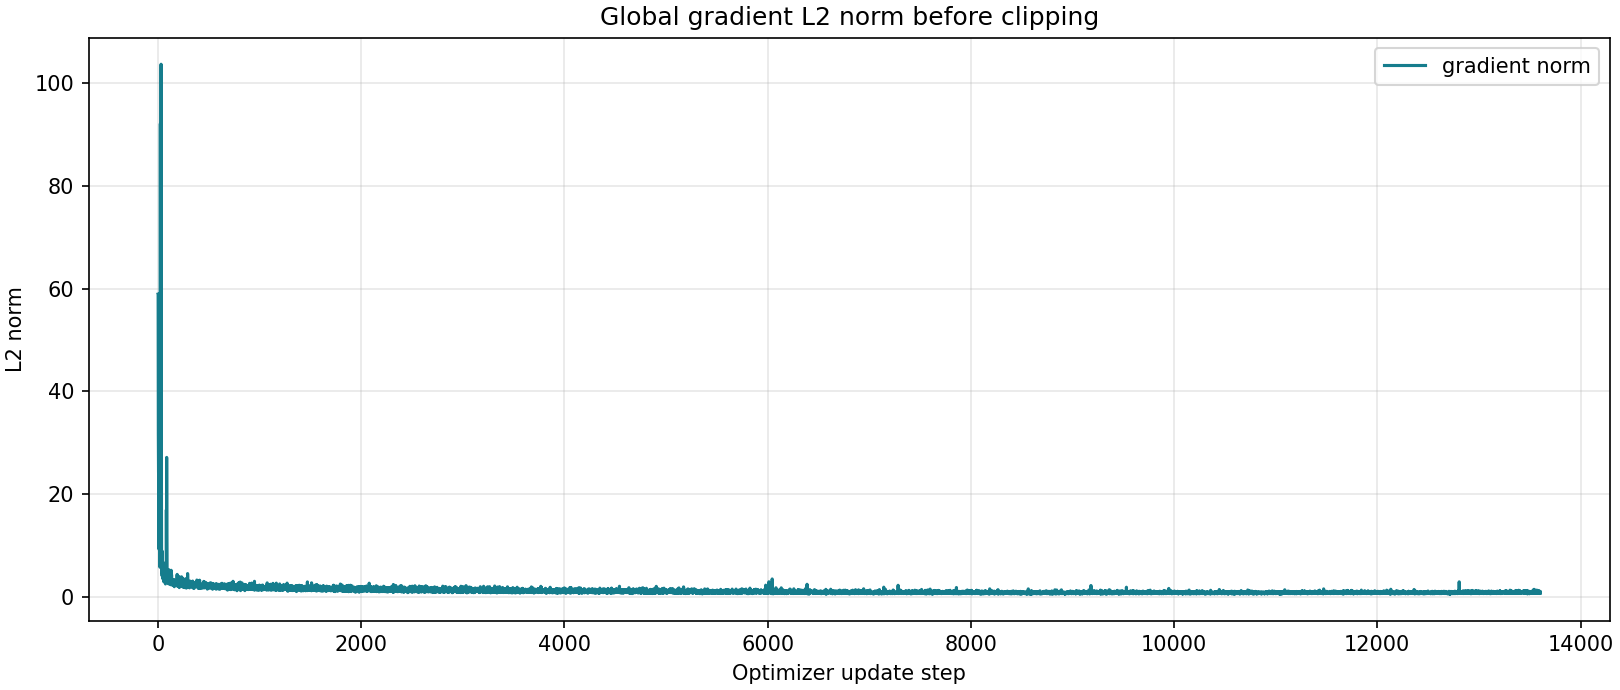 Global gradient L2 norm before clipping
gradient norm
100
80
60
40
20
0
L2 norm
0 2000 4000 6000 8000 10000 12000 14000
Optimizer update step